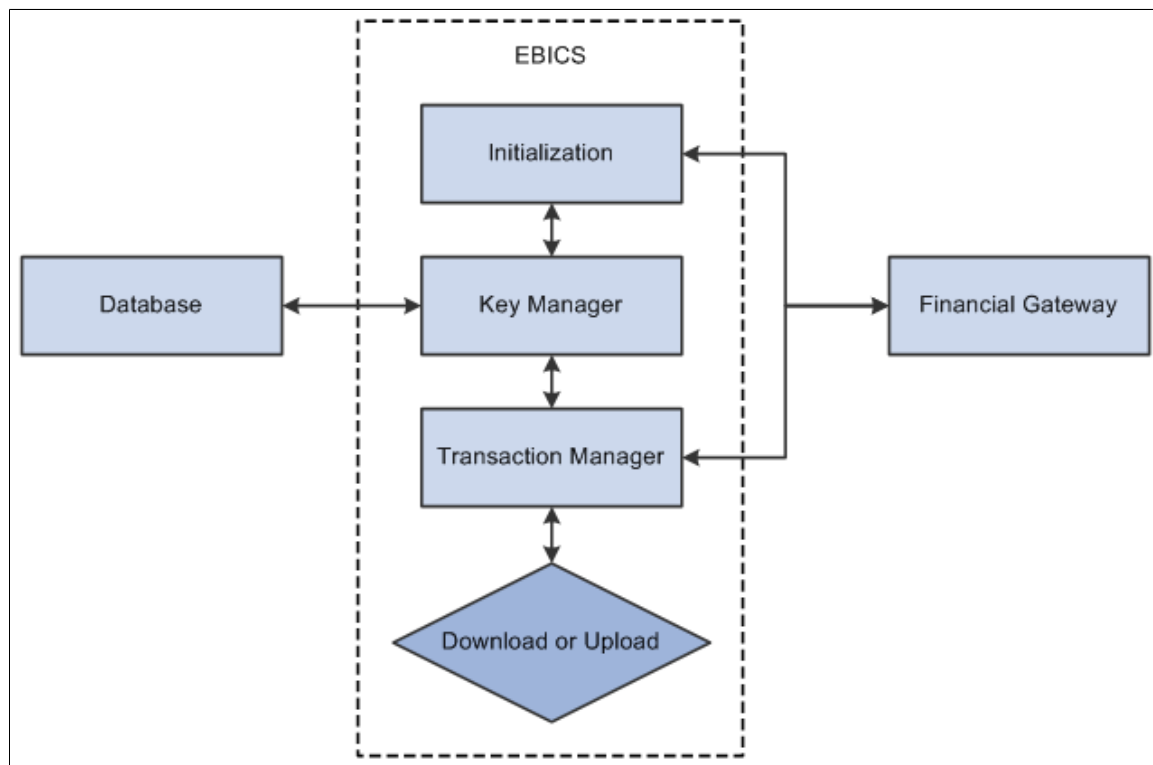 EBICS
Initialization
Database
Key Manager
Financial Gateway
Transaction Manager
Download or Upload